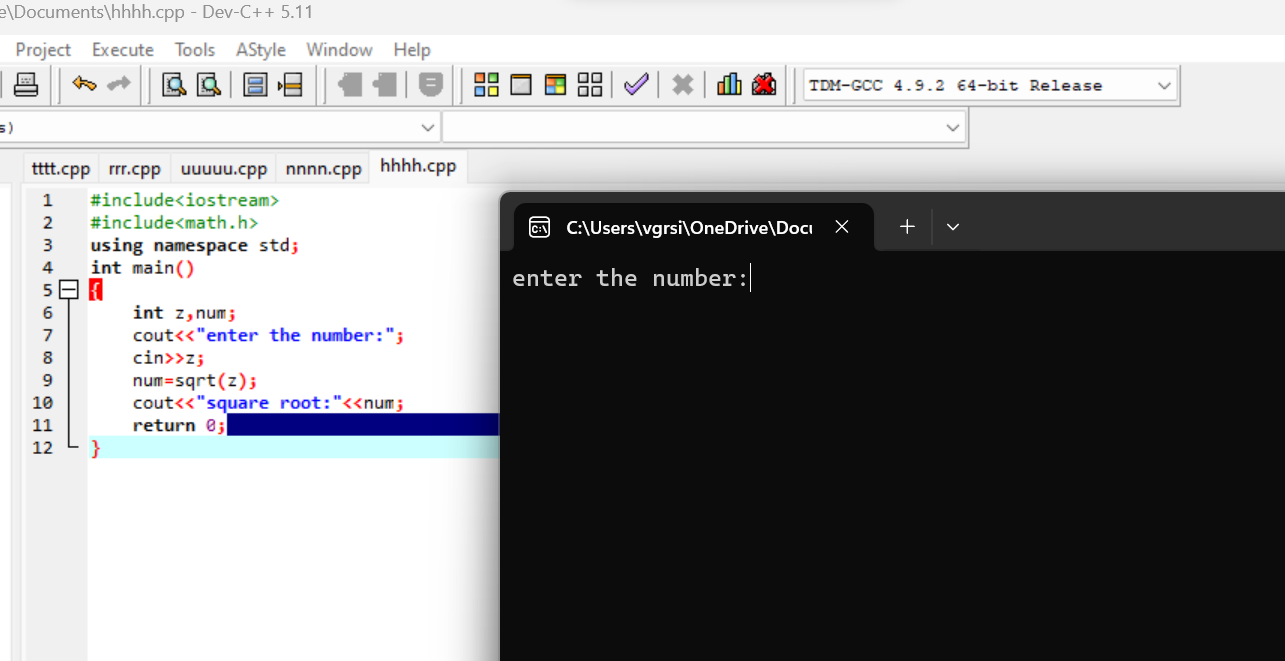 e\Documents\hhhh.cpp - Dev-C++ 5.11
Project Execute Tools AStyle Window Help
TDM-GCC 4.9.2 64-bit Release
s)
tttt.cpp rrr.cpp uuuuu.cpp nnnn.cpp hhhh.cpp
1 #include<iostream>
2 #include<math.h>
3 using namespace std;
4 int main()
5 {
6 int z,num;
7 cout<<"enter the number:";
8 cin>>z;
9 num=sqrt(z);
10 cout<<"square root:"<<num;
11 return 0;
12 }
C:\Users\vgrsi\OneDrive\Docu
enter the number: